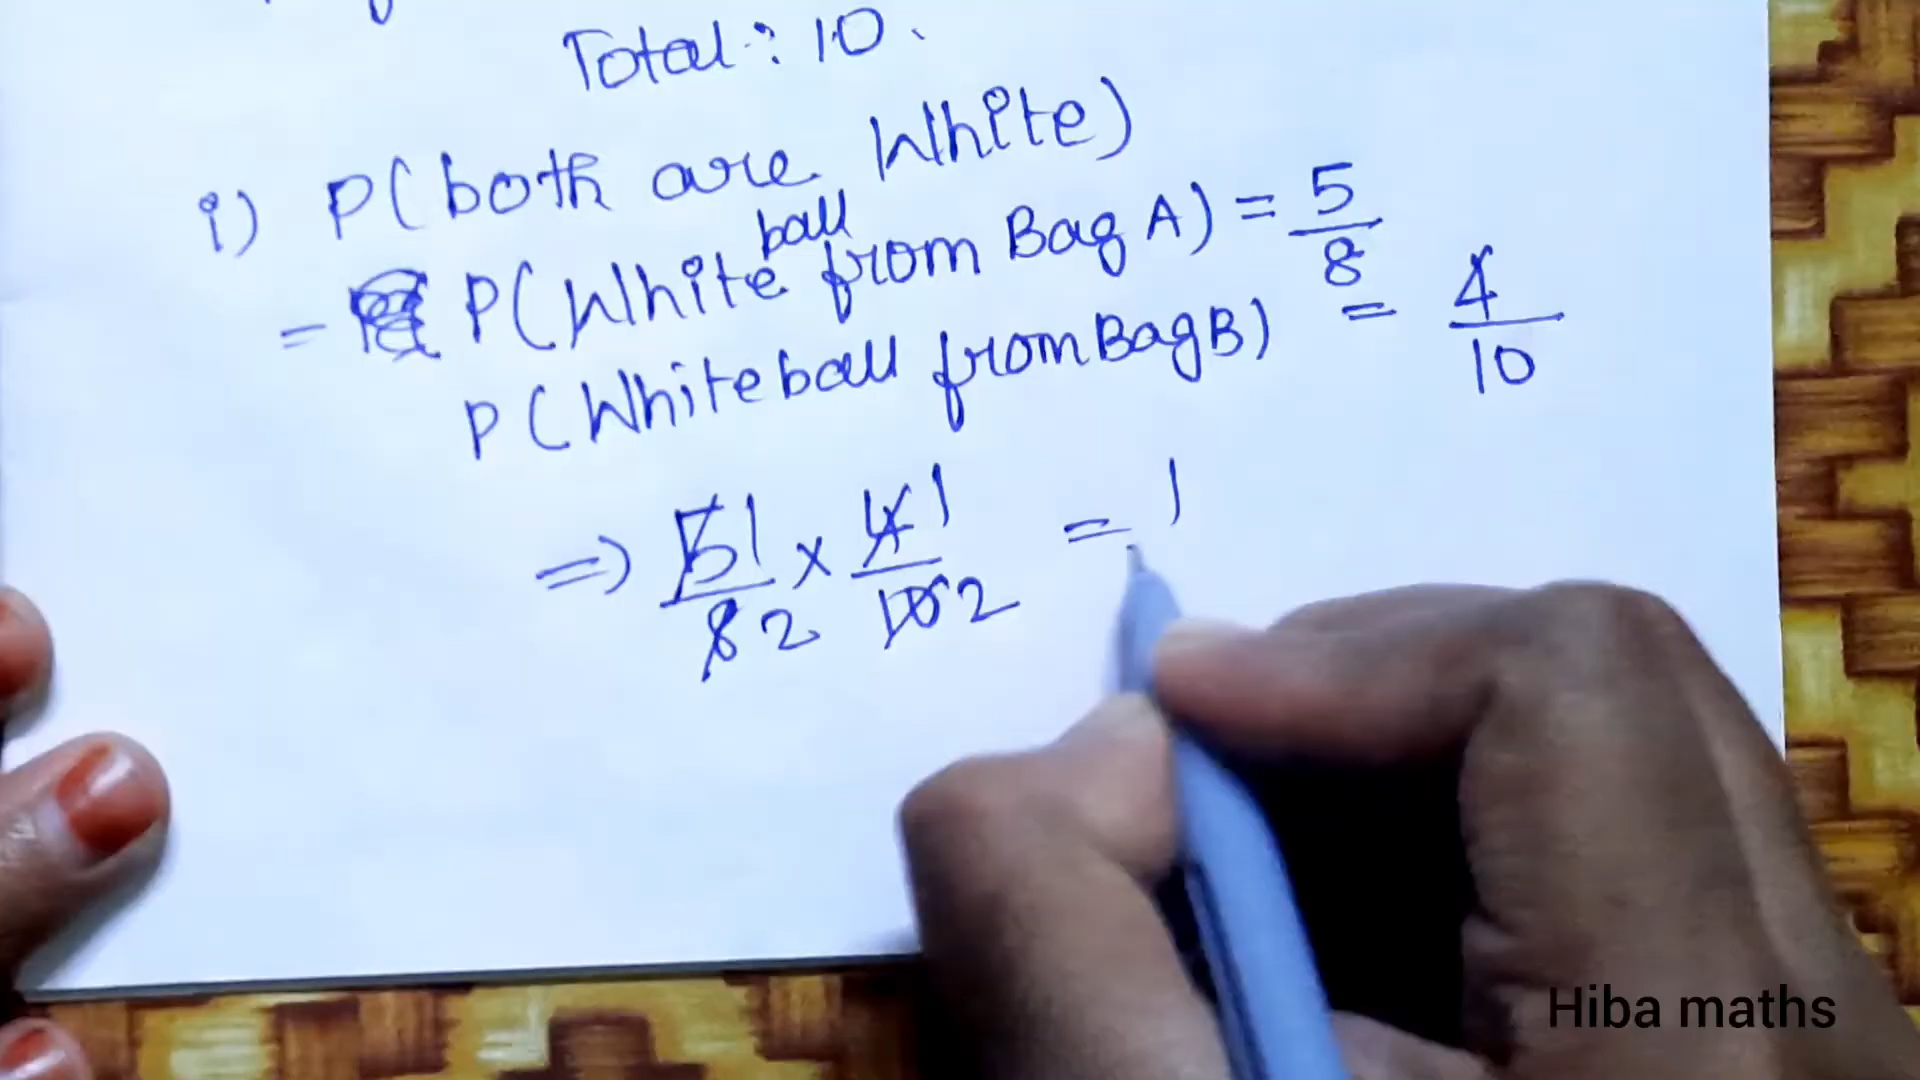 Total : 10.
i) P(both are White)
= P(White ball from Bag A) = 5/8
P(White ball from Bag B) = 4/10
=> 5 1/8 2 x 4 1/10 2 = 1
Hiba maths